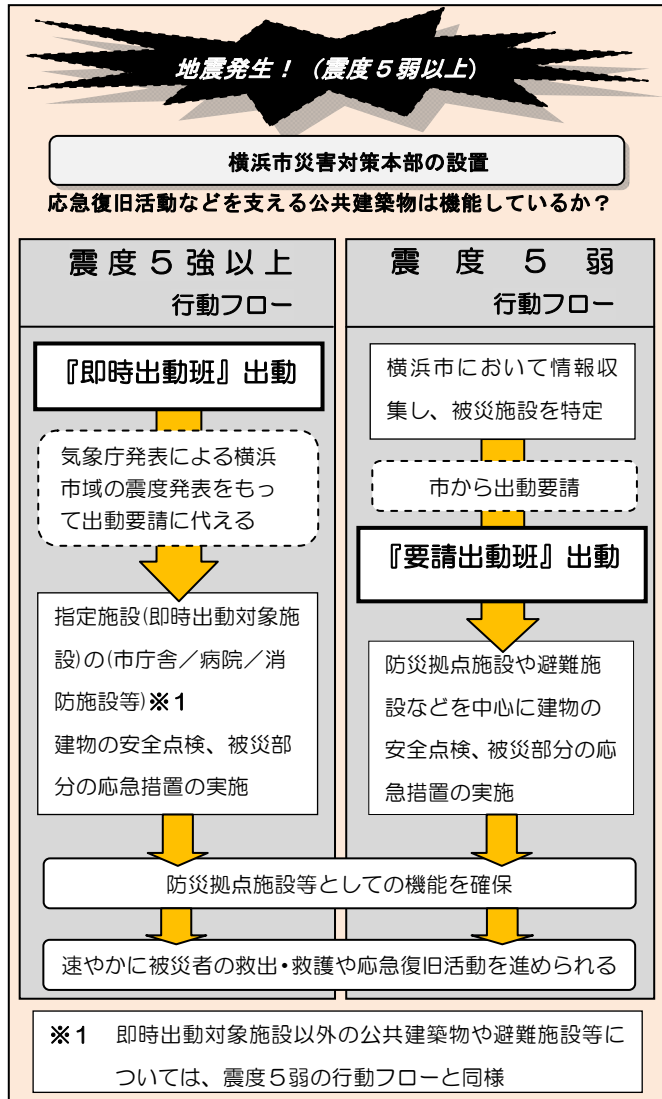 地震発生！（震度５弱以上）
横浜市災害対策本部の設置
応急復旧活動などを支える公共建築物は機能しているか？
震度５強以上
行動フロー
『即時出動班』出動
気象庁発表による横浜
市域の震度発表をもっ
て出動要請に代える
指定施設(即時出動対象施
設)の(市庁舎／病院／消
防施設等)※1
建物の安全点検、被災部
分の応急措置の実施
震度５弱
行動フロー
横浜市において情報収
集し、被災施設を特定
市から出動要請
『要請出動班』出動
防災拠点施設や避難施
設などを中心に建物の
安全点検、被災部分の応
急措置の実施
防災拠点施設等としての機能を確保
速やかに被災者の救出・救護や応急復旧活動を進められる
※1 即時出動対象施設以外の公共建築物や避難施設等に
ついては、震度５弱の行動フローと同様